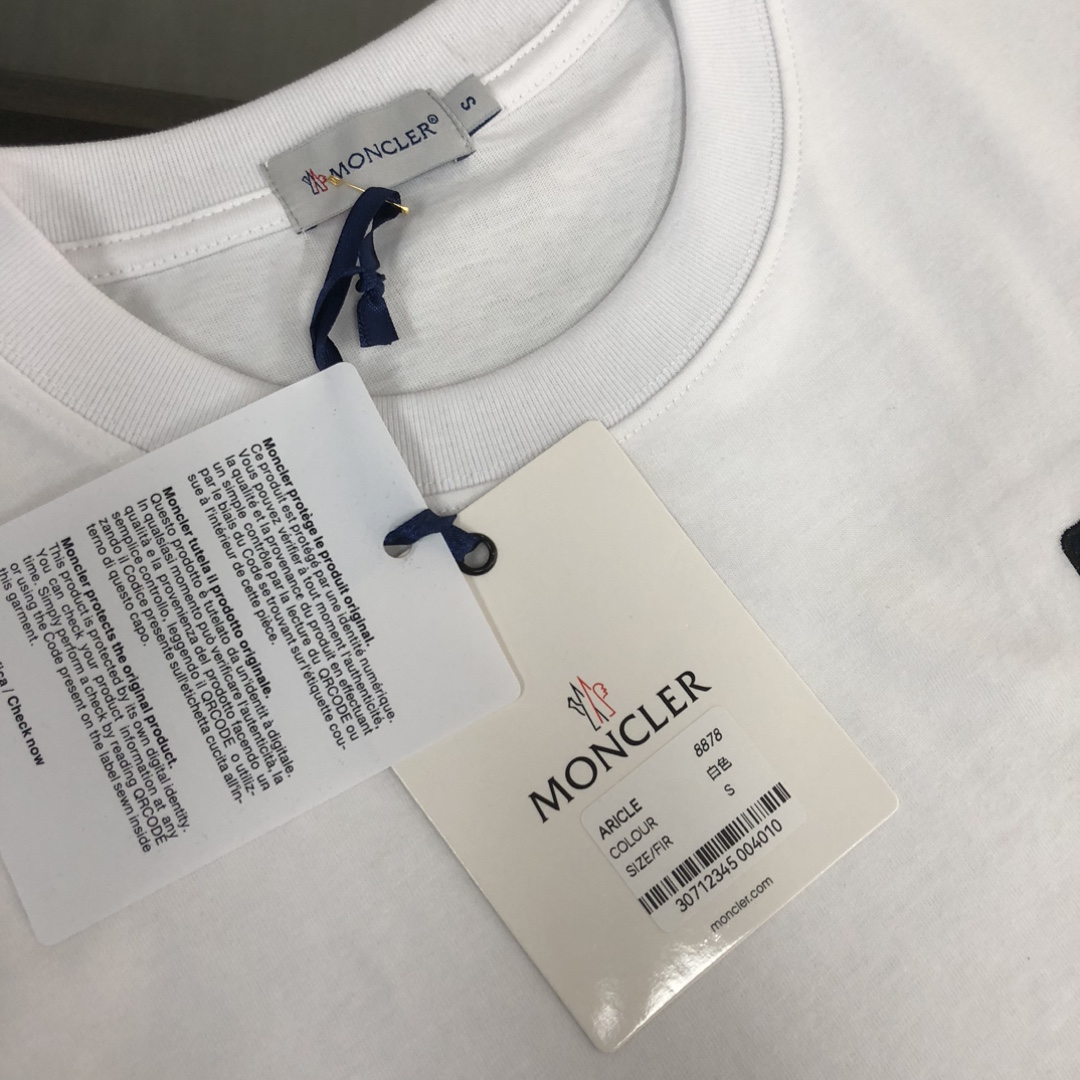 MONCLER®
S
Moncler protège le produit original.
Ce produit est protégé par une identité numérique.
Vous pouvez vérifier à tout moment l'authenticité,
la qualité et la provenance du produit en effectuant
un simple contrôle par la lecture du QRCODE ou
par le biais du Code se trouvant sur l'étiquette cou-
sue à l'intérieur de cette pièce.
Moncler tutela il prodotto originale.
Questo prodotto è tutelato da un'identità digitale.
In qualsiasi momento può verificare l'autenticità, la
qualità e la provenienza del prodotto facendo un
semplice controllo, leggendo il QRCODE o utiliz-
zando il Codice presente sull'etichetta cucita all'in-
terno di questo capo.
Moncler protects the original product.
This product is protected by its own digital identity.
You can check your product information at any
time. Simply perform a check by reading QRCODE
or using the Code present on the label sewn inside
this garment.
ica / Check now
MONCLER
ARICLE 8878
COLOUR 白色
SIZE/FIR S
30712345 004010
moncler.com